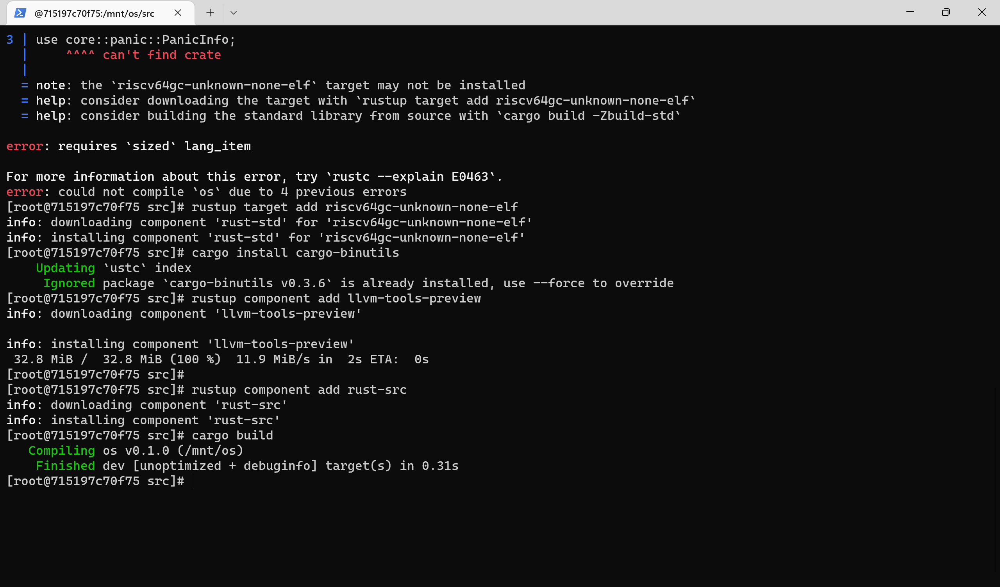 @715197c70f75:/mnt/os/src
3 | use core::panic::PanicInfo;
  |     ^^^^ can't find crate
  |
  = note: the `riscv64gc-unknown-none-elf` target may not be installed
  = help: consider downloading the target with `rustup target add riscv64gc-unknown-none-elf`
  = help: consider building the standard library from source with `cargo build -Zbuild-std`
error: requires `sized` lang_item
For more information about this error, try `rustc --explain E0463`.
error: could not compile `os` due to 4 previous errors
[root@715197c70f75 src]# rustup target add riscv64gc-unknown-none-elf
info: downloading component 'rust-std' for 'riscv64gc-unknown-none-elf'
info: installing component 'rust-std' for 'riscv64gc-unknown-none-elf'
[root@715197c70f75 src]# cargo install cargo-binutils
    Updating `ustc` index
     Ignored package `cargo-binutils v0.3.6` is already installed, use --force to override
[root@715197c70f75 src]# rustup component add llvm-tools-preview
info: downloading component 'llvm-tools-preview'
info: installing component 'llvm-tools-preview'
 32.8 MiB /  32.8 MiB (100 %)  11.9 MiB/s in  2s ETA:  0s
[root@715197c70f75 src]#
[root@715197c70f75 src]# rustup component add rust-src
info: downloading component 'rust-src'
info: installing component 'rust-src'
[root@715197c70f75 src]# cargo build
   Compiling os v0.1.0 (/mnt/os)
    Finished dev [unoptimized + debuginfo] target(s) in 0.31s
[root@715197c70f75 src]#